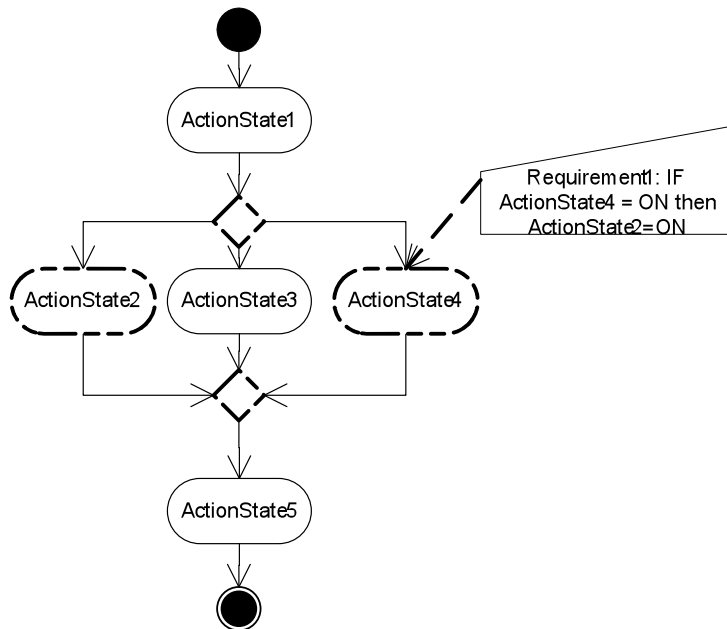 ActionState1
Requirement1: IF
ActionState4 = ON then
ActionState2=ON
ActionState2
ActionState3
ActionState4
ActionState5